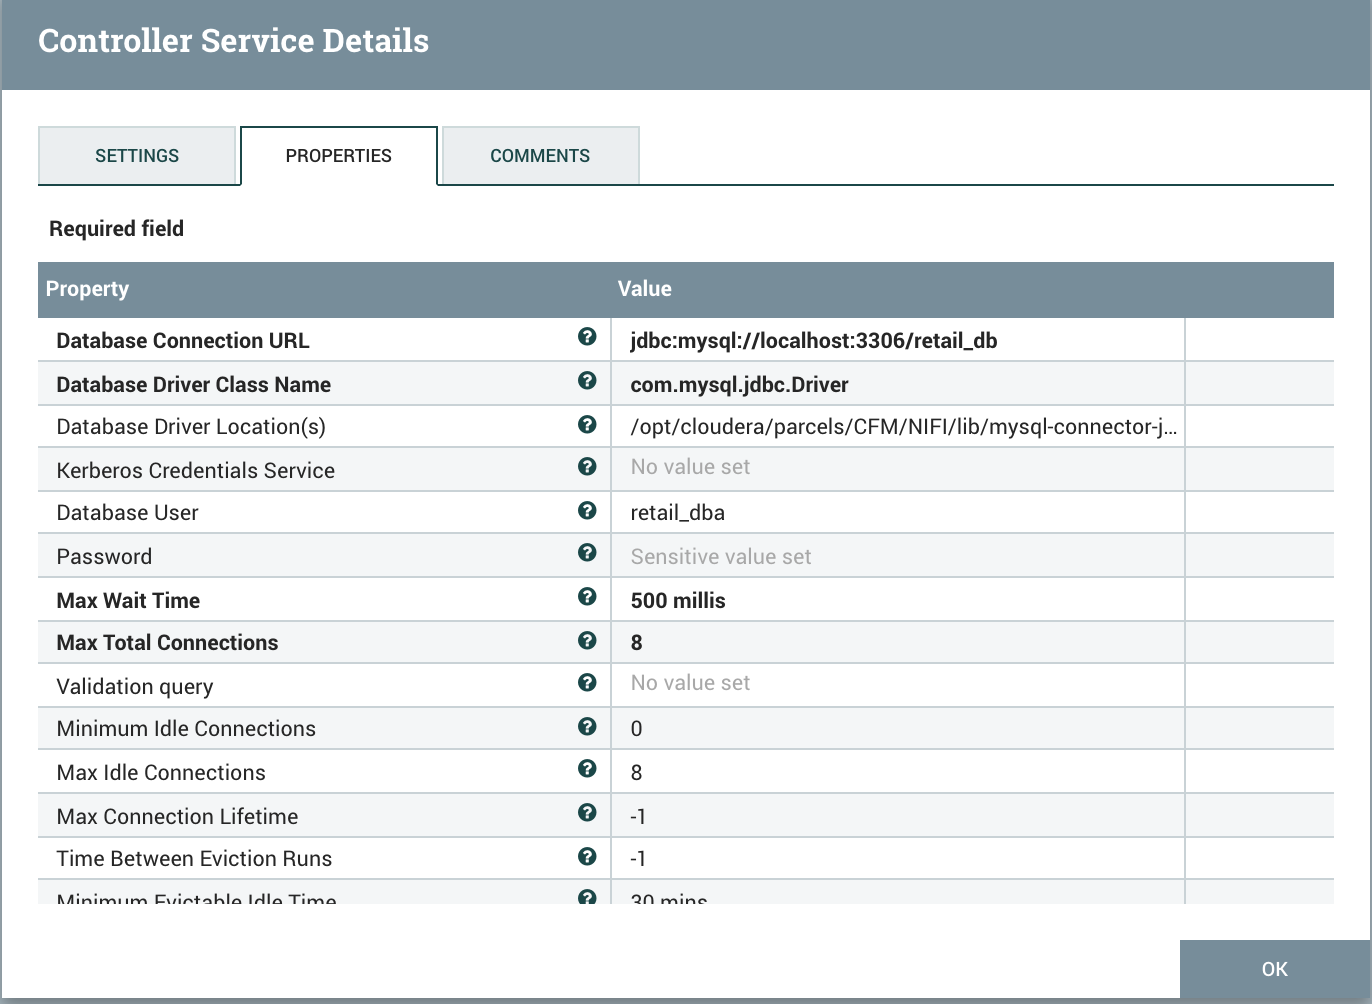 Controller Service Details
SETTINGS PROPERTIES COMMENTS
Required field
Property Value
Database Connection URL ? jdbc:mysql://localhost:3306/retail_db
Database Driver Class Name ? com.mysql.jdbc.Driver
Database Driver Location(s) ? /opt/cloudera/parcels/CFM/NIFI/lib/mysql-connector-j...
Kerberos Credentials Service ? No value set
Database User ? retail_dba
Password ? Sensitive value set
Max Wait Time ? 500 millis
Max Total Connections ? 8
Validation query ? No value set
Minimum Idle Connections ? 0
Max Idle Connections ? 8
Max Connection Lifetime ? -1
Time Between Eviction Runs ? -1
Minimum Evictable Idle Time ? 30 mins
OK